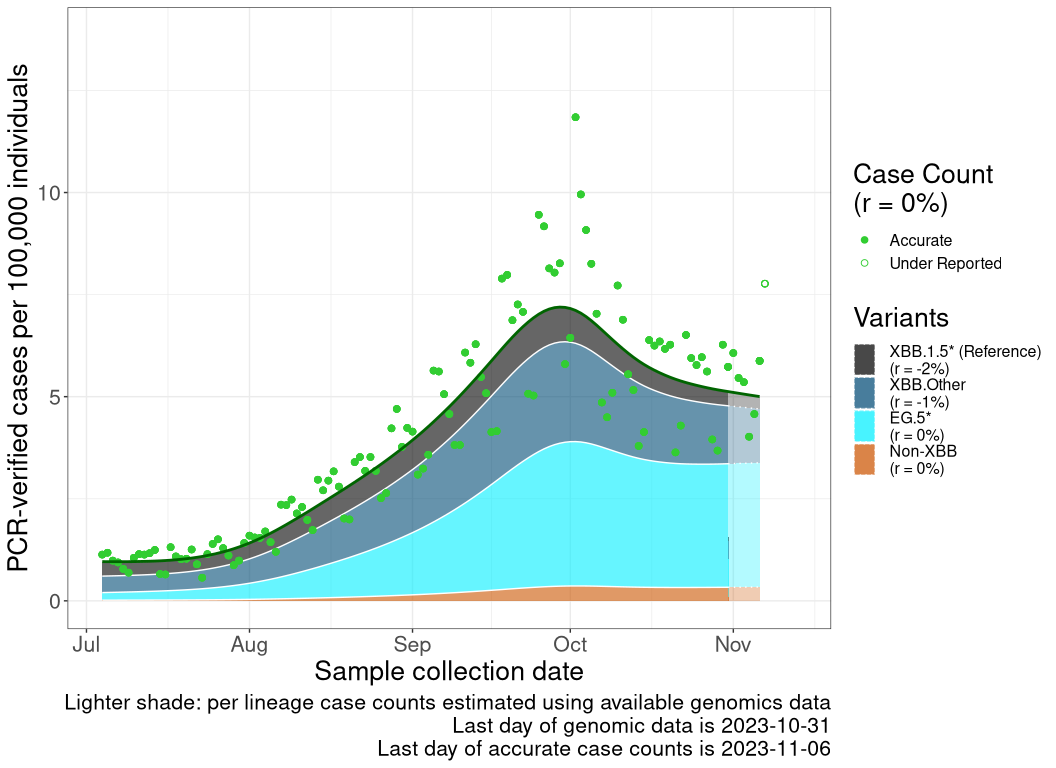 PCR-verified cases per 100,000 individuals
10
5
0
Jul Aug Sep Oct Nov
Sample collection date
Lighter shade: per lineage case counts estimated using available genomics data
Last day of genomic data is 2023-10-31
Last day of accurate case counts is 2023-11-06
Case Count
(r = 0%)
Accurate
Under Reported
Variants
XBB.1.5* (Reference)
(r = -2%)
XBB.Other
(r = -1%)
EG.5*
(r = 0%)
Non-XBB
(r = 0%)